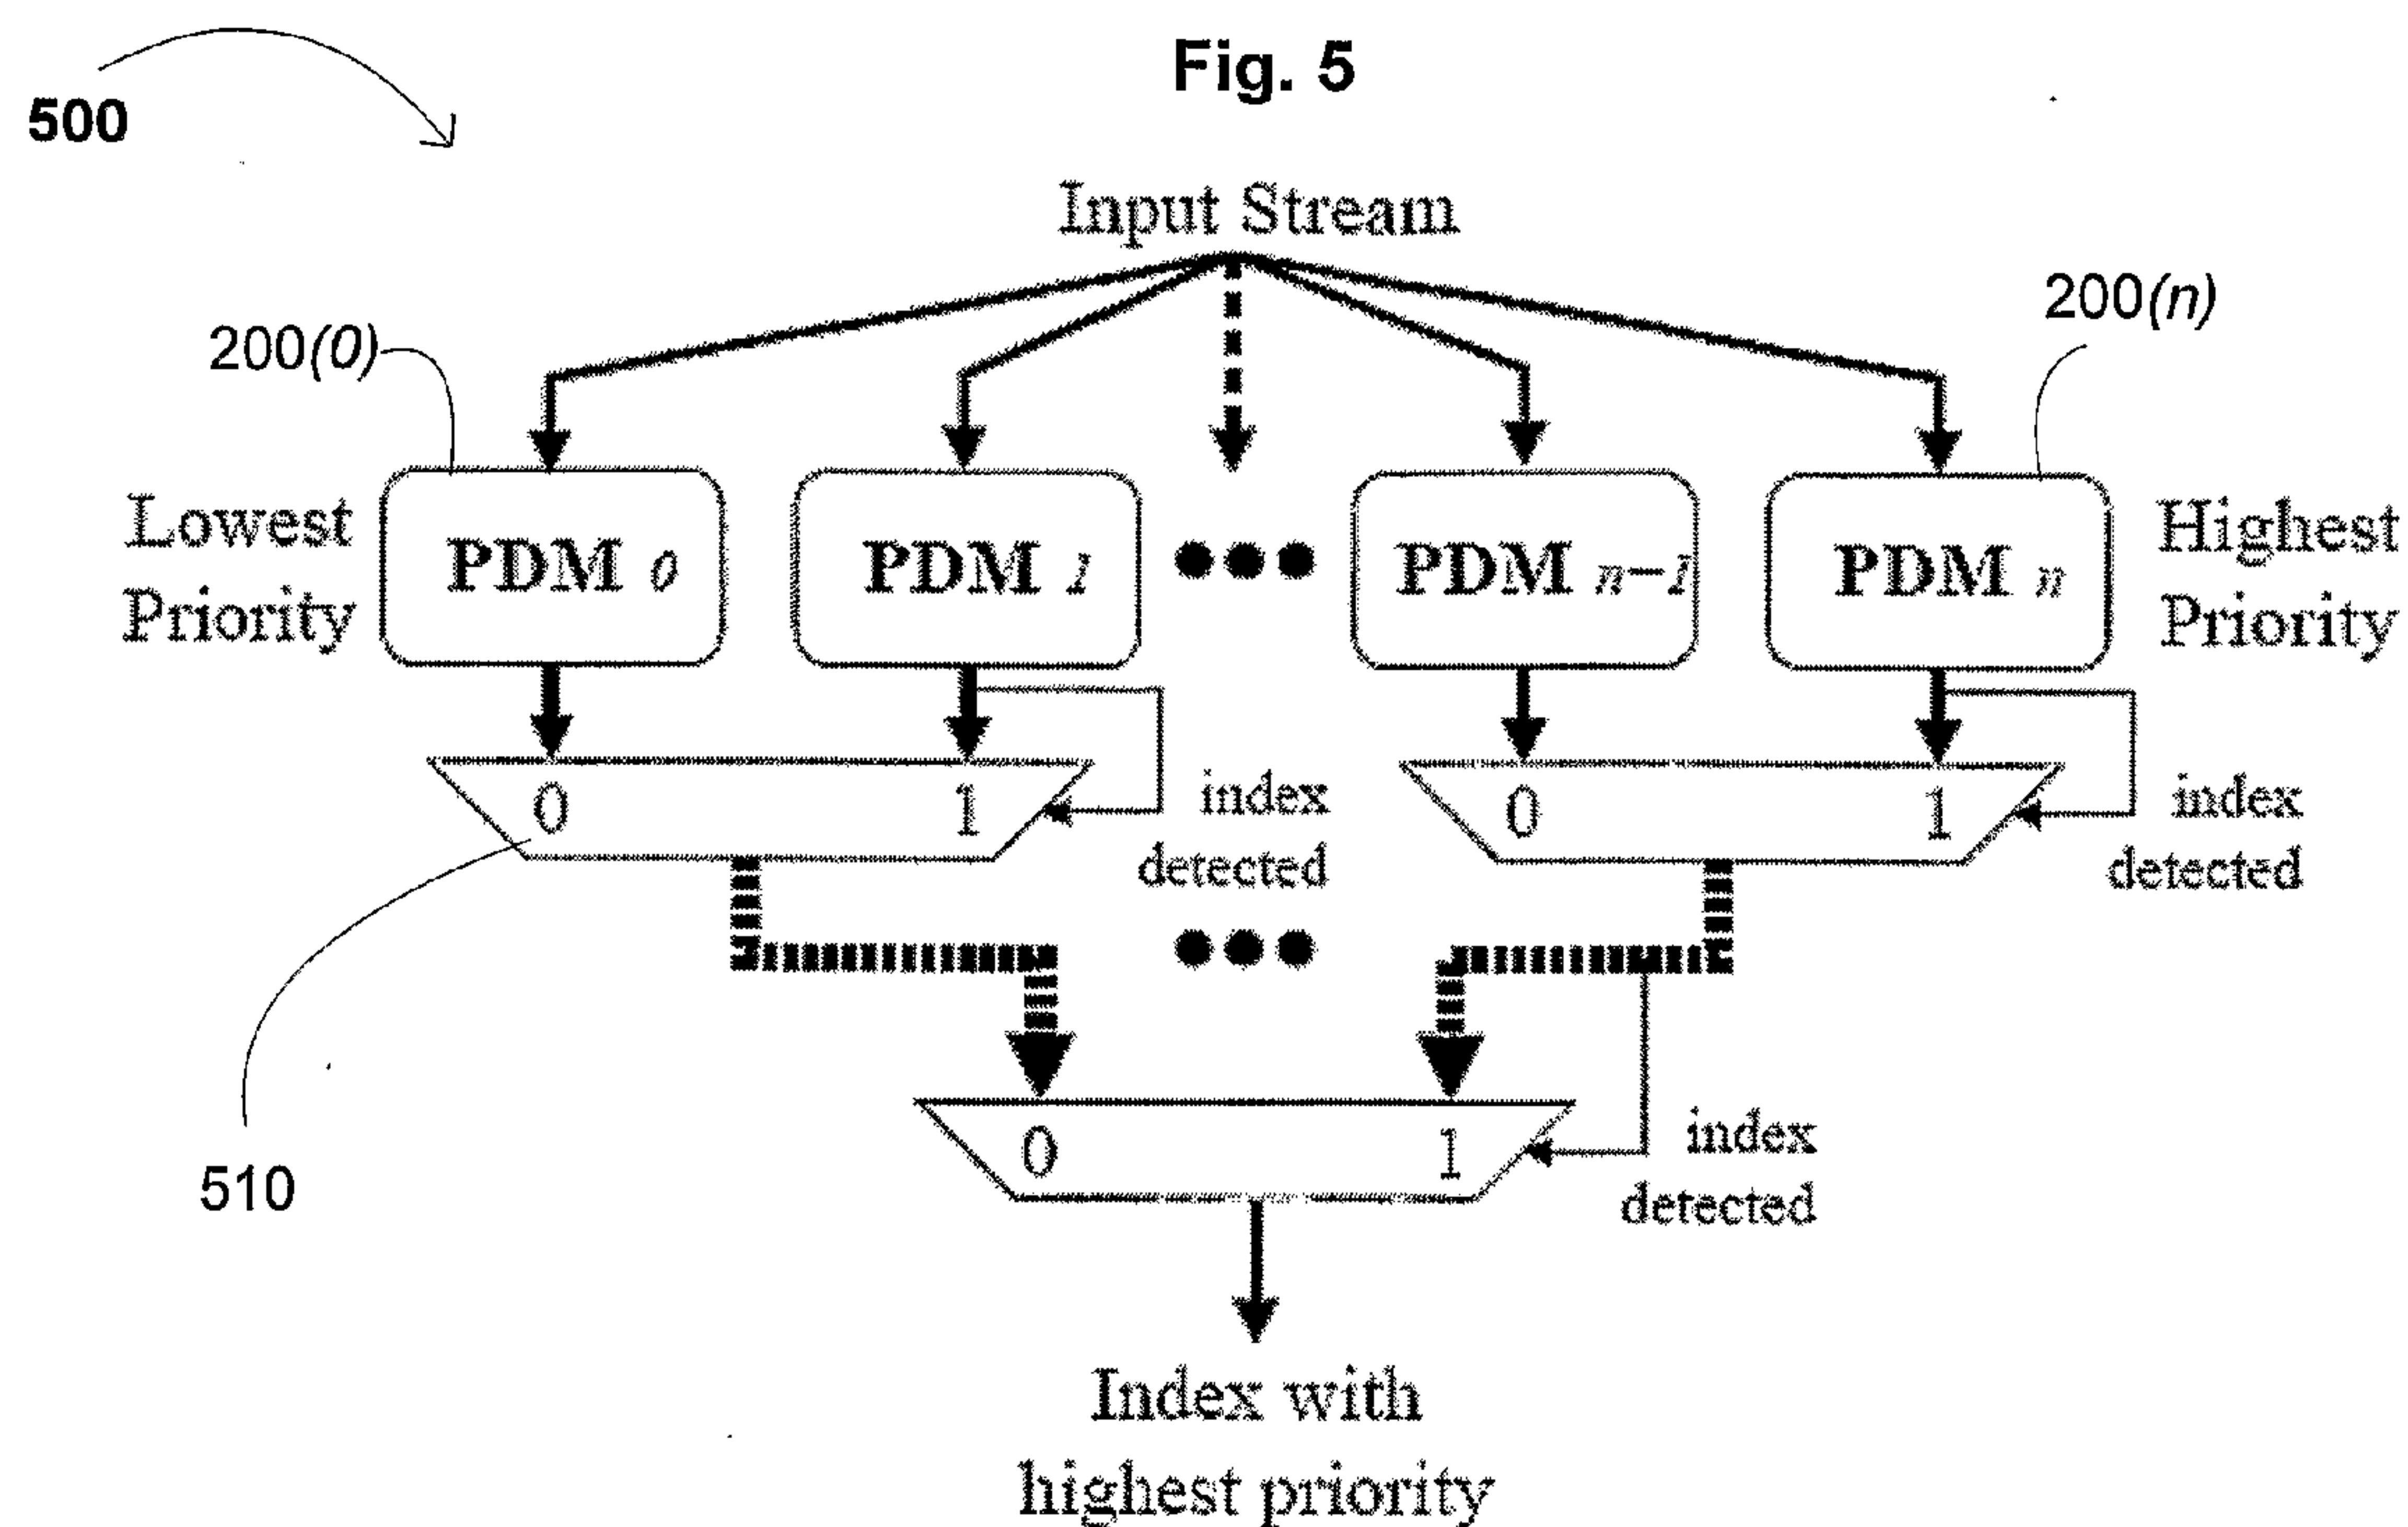 Fig. 5
500
Input Stream
200(0)
200(n)
Lowest
Priority
PDM 0
PDM 1
PDM n-1
PDM n
Highest
Priority
0
1
index
detected
0
1
index
detected
0
1
index
detected
510
Index with
highest priority